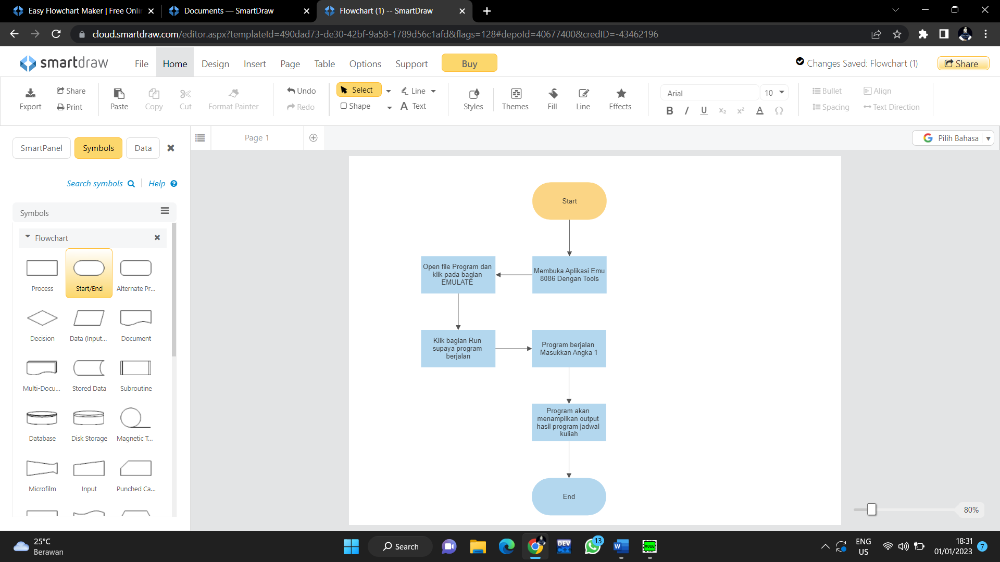 Easy Flowchart Maker | Free Onlin
Documents — SmartDraw
Flowchart (1) -- SmartDraw
cloud.smartdraw.com/editor.aspx?templateId=490dad73-de30-42bf-9a58-1789d56c1afd&flags=128#depoId=40677400&credID=-43462196
smartdraw
File
Home
Design
Insert
Page
Table
Options
Support
Buy
Changes Saved: Flowchart (1)
Share
Export
Share
Print
Paste
Copy
Cut
Format Painter
Undo
Redo
Select
Shape
Line
A Text
Styles
Themes
Fill
Line
Effects
Arial
10
B I U x₂ x² A Ω
Bullet
Spacing
Align
Text Direction
SmartPanel
Symbols
Data
Page 1
Pilih Bahasa
Search symbols
Help
Symbols
Flowchart
Process
Start/End
Alternate Pr...
Decision
Data (Input...
Document
Multi-Docu...
Stored Data
Subroutine
Database
Disk Storage
Magnetic T...
Microfilm
Input
Punched Ca...
Start
Membuka Aplikasi Emu
8086 Dengan Tools
Open file Program dan
klik pada bagian
EMULATE
Klik bagian Run
supaya program
berjalan
Program berjalan
Masukkan Angka 1
Program akan
menampilkan output
hasil program jadwal
kuliah
End
80%
25°C
Berawan
Search
DEV
C++
13
W
8086
ENG
US
18:31
01/01/2023
7